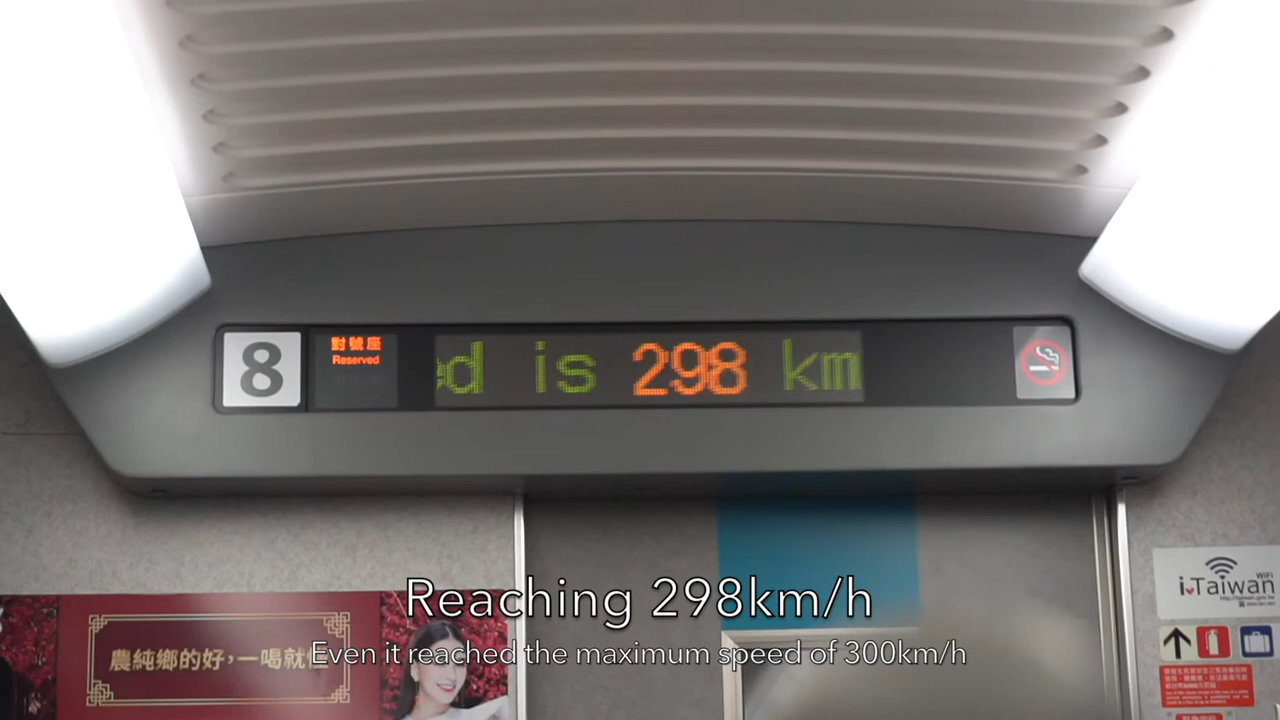 8
對號座
Reserved
ed is 298 km
i Taiwan
WiFi
Reaching 298km/h
農純鄉的好，一喝就
Even it reached the maximum speed of 300km/h